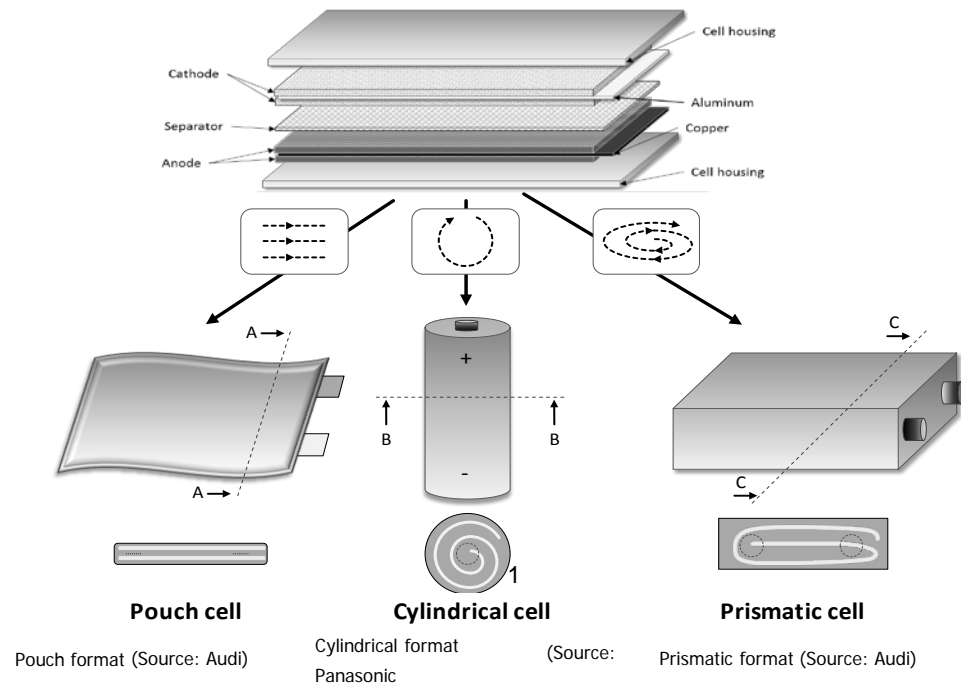 Cell housing
Cathode
Aluminum
Separator
Copper
Anode
Cell housing
A
C
+
B
B
-
A
C
1
Pouch cell
Cylindrical cell
Prismatic cell
Pouch format (Source: Audi)
Cylindrical format (Source:
Panasonic
Prismatic format (Source: Audi)